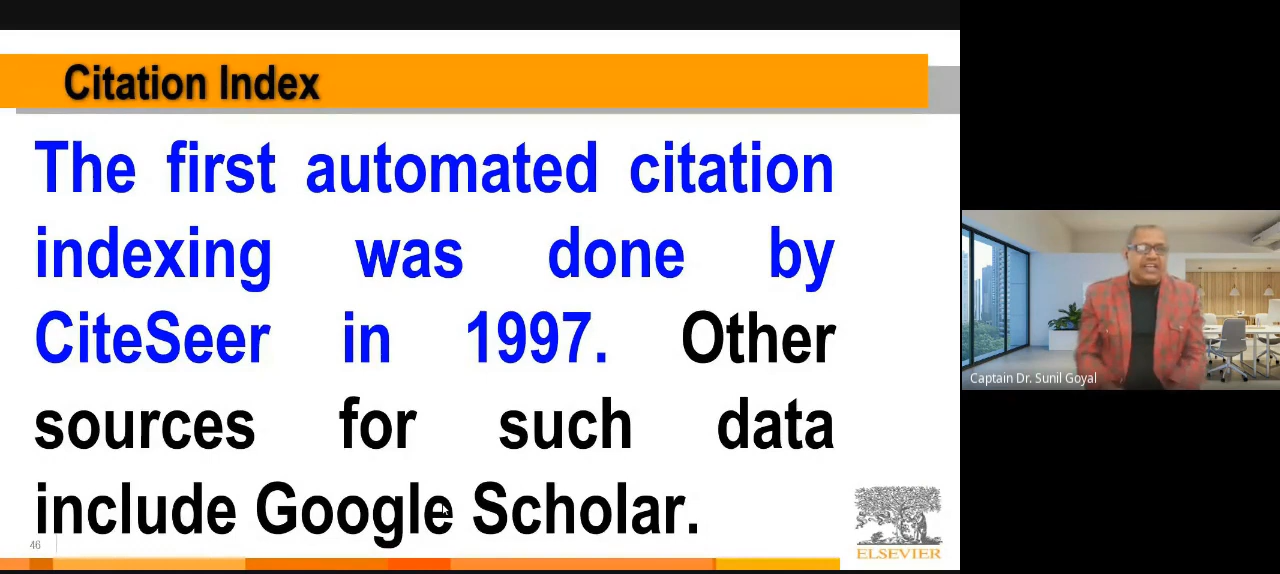 Citation Index
The first automated citation
indexing was done by
CiteSeer in 1997. Other
sources for such data
include Google Scholar.
46
ELSEVIER
Captain Dr. Sunil Goyal